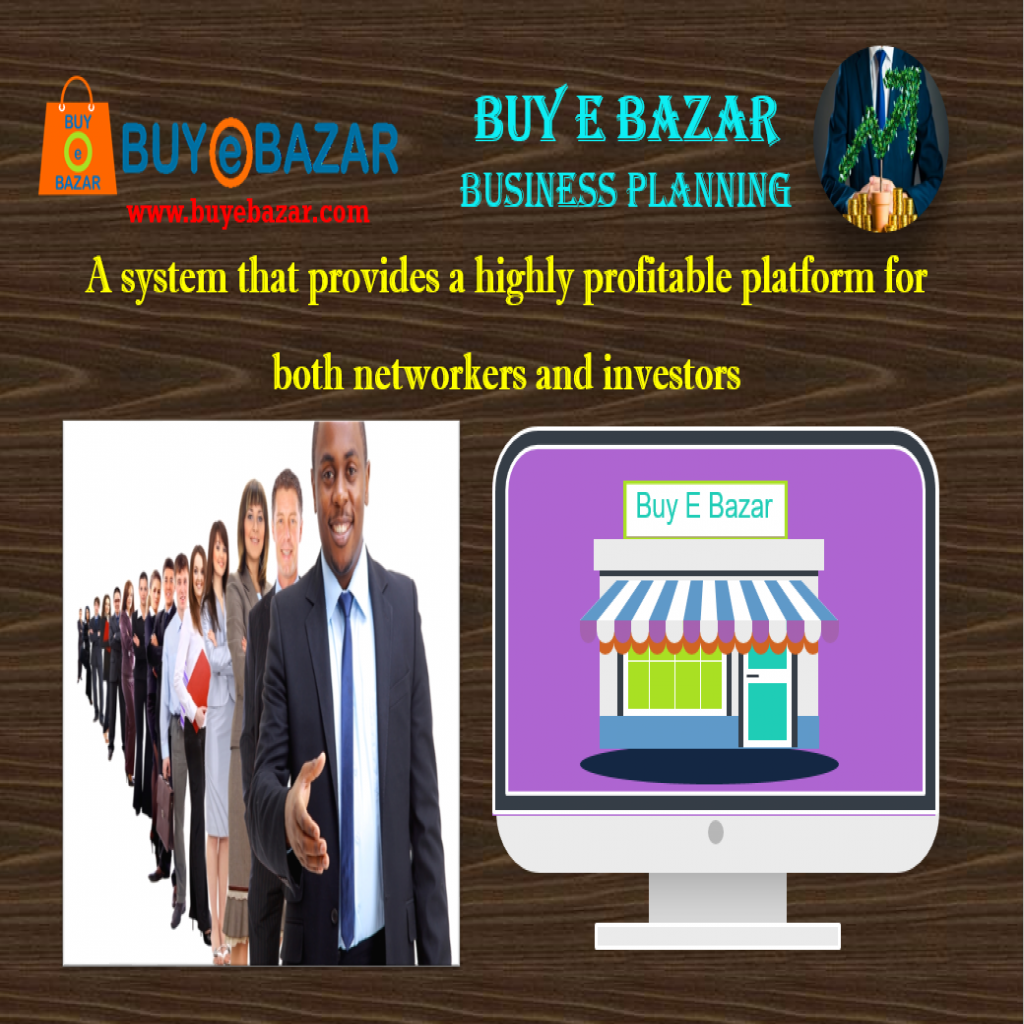 BUY
e
BAZAR
BUYeBAZAR
www.buyebazar.com
BUY E BAZAR
BUSINESS PLANNING
A system that provides a highly profitable platform for
both networkers and investors
Buy E Bazar